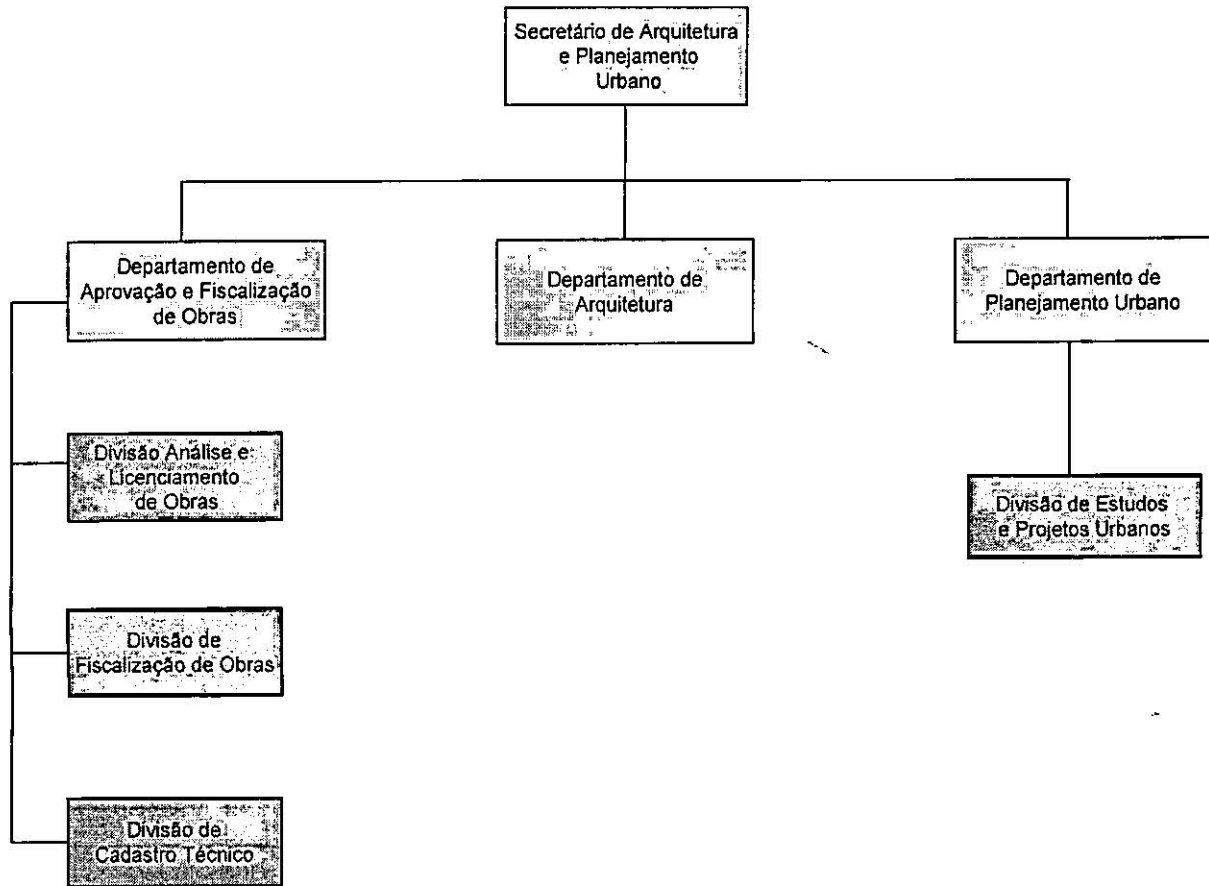 Secretário de Arquitetura
e Planejamento
Urbano
Departamento de
Aprovação e Fiscalização
de Obras
Departamento de
Arquitetura
Departamento de
Planejamento Urbano
Divisão Análise e
Licenciamento
de Obras
Divisão de Estudos
e Projetos Urbanos
Divisão de
Fiscalização de Obras
Divisão de
Cadastro Técnico